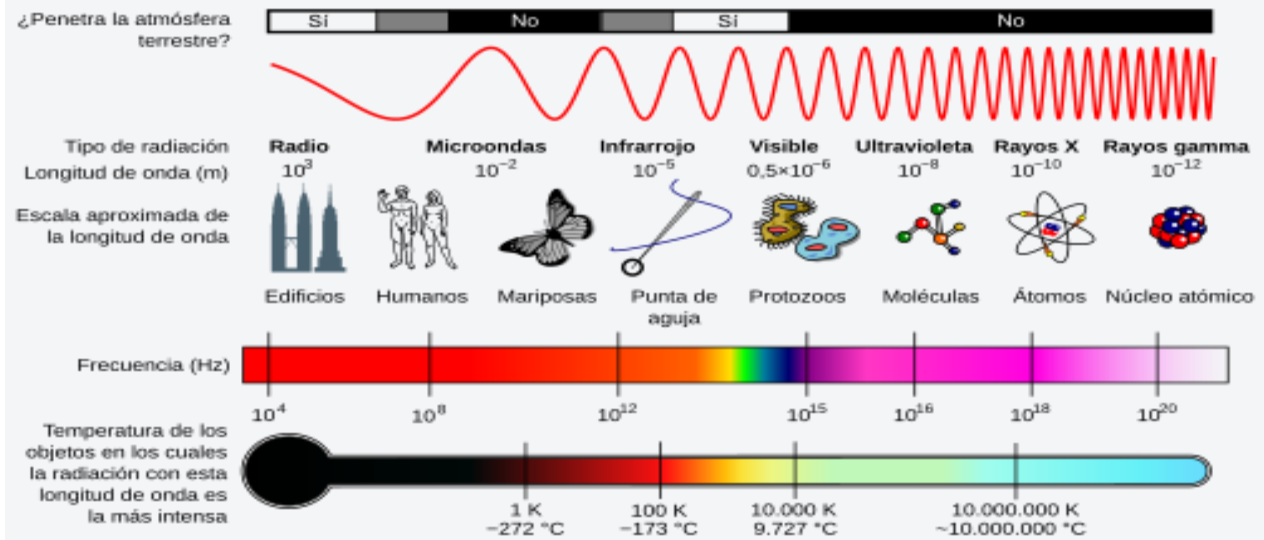 ¿Penetra la atmósfera
terrestre?
Sí No Sí No
Tipo de radiación Radio Microondas Infrarrojo Visible Ultravioleta Rayos X Rayos gamma
Longitud de onda (m) 10³ 10⁻² 10⁻⁵ 0,5×10⁻⁶ 10⁻⁸ 10⁻¹⁰ 10⁻¹²
Escala aproximada de
la longitud de onda
Edificios Humanos Mariposas Punta de Protozoos Moléculas Átomos Núcleo atómico
aguja
Frecuencia (Hz)
10⁴ 10⁸ 10¹² 10¹⁵ 10¹⁶ 10¹⁸ 10²⁰
Temperatura de los
objetos en los cuales
la radiación con esta
longitud de onda es
la más intensa
1 K 100 K 10.000 K 10.000.000 K
−272 °C −173 °C 9.727 °C ~10.000.000 °C